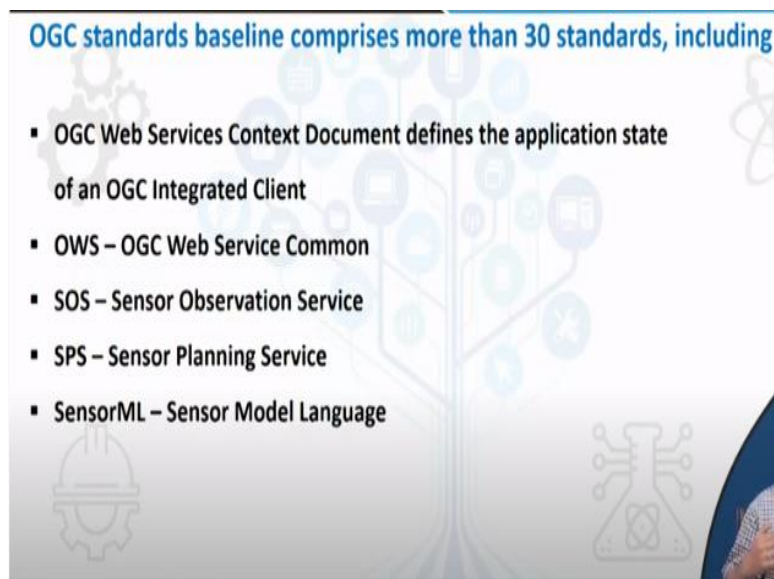 OGC standards baseline comprises more than 30 standards, including
▪ OGC Web Services Context Document defines the application state
of an OGC Integrated Client
▪ OWS – OGC Web Service Common
▪ SOS – Sensor Observation Service
▪ SPS – Sensor Planning Service
▪ SensorML – Sensor Model Language